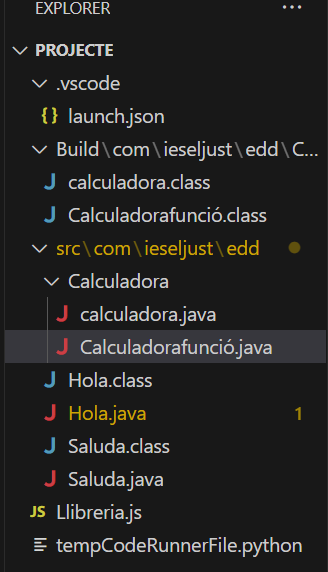 EXPLORER ...
PROJECTE
.vscode
{} launch.json
Build\com\ieseljust\edd\C...
J calculadora.class
J Calculadorafunció.class
src\com\ieseljust\edd
Calculadora
J calculadora.java
J Calculadorafunció.java
J Hola.class
J Hola.java 1
J Saluda.class
J Saluda.java
JS Llibreria.js
tempCodeRunnerFile.python